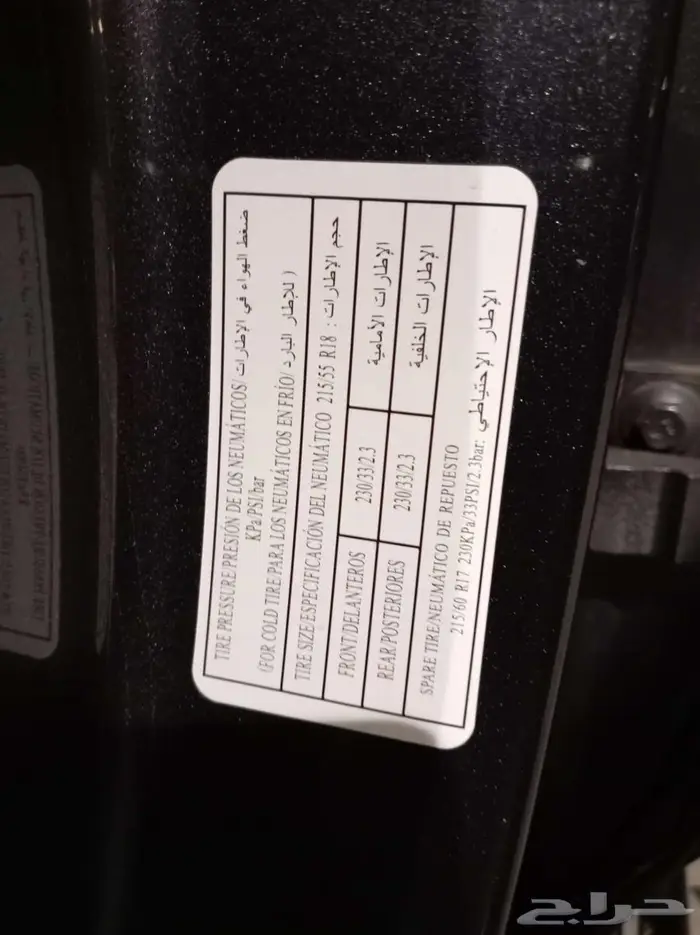 TIRE PRESSURE/PRESIÓN DE LOS NEUMÁTICOS/ ضغط الهواء في الإطارات
KPa/PSI/bar
(FOR COLD TIRE/PARA LOS NEUMÁTICOS EN FRÍO/ للإطار البارد )
TIRE SIZE/ESPECIFICACIÓN DEL NEUMÁTICO 215/55 R18 : حجم الإطارات
FRONT/DELANTEROS 230/33/2.3 الإطارات الأمامية
REAR/POSTERIORES 230/33/2.3 الإطارات الخلفية
SPARE TIRE/NEUMÁTICO DE REPUESTO
215/60 R17 230KPa/33PSI/2.3bar: الإطار الإحتياطي
حراج